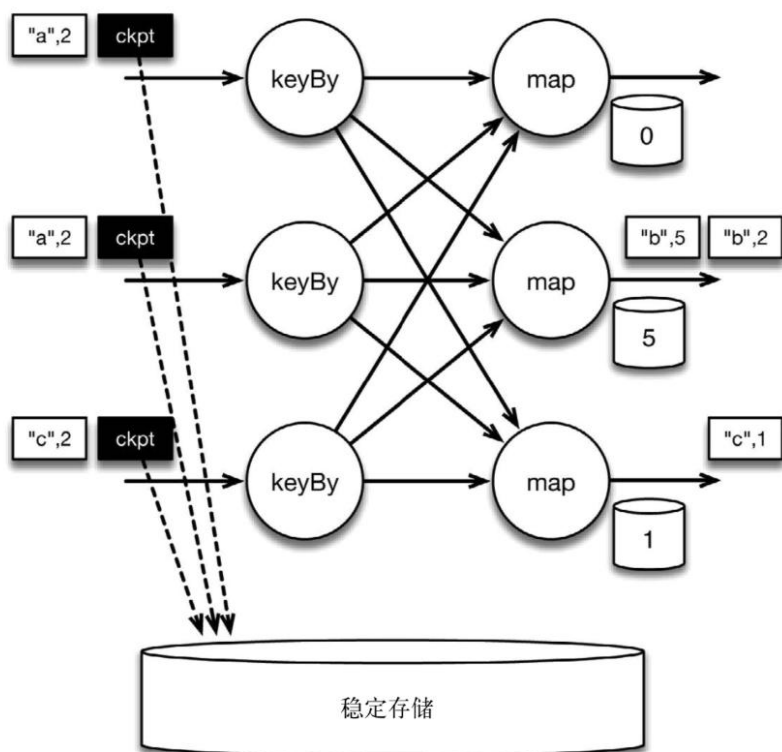 "a",2 ckpt
keyBy map
0
"a",2 ckpt
"b",5 "b",2
keyBy map
5
"c",2 ckpt
"c",1
keyBy map
1
稳定存储